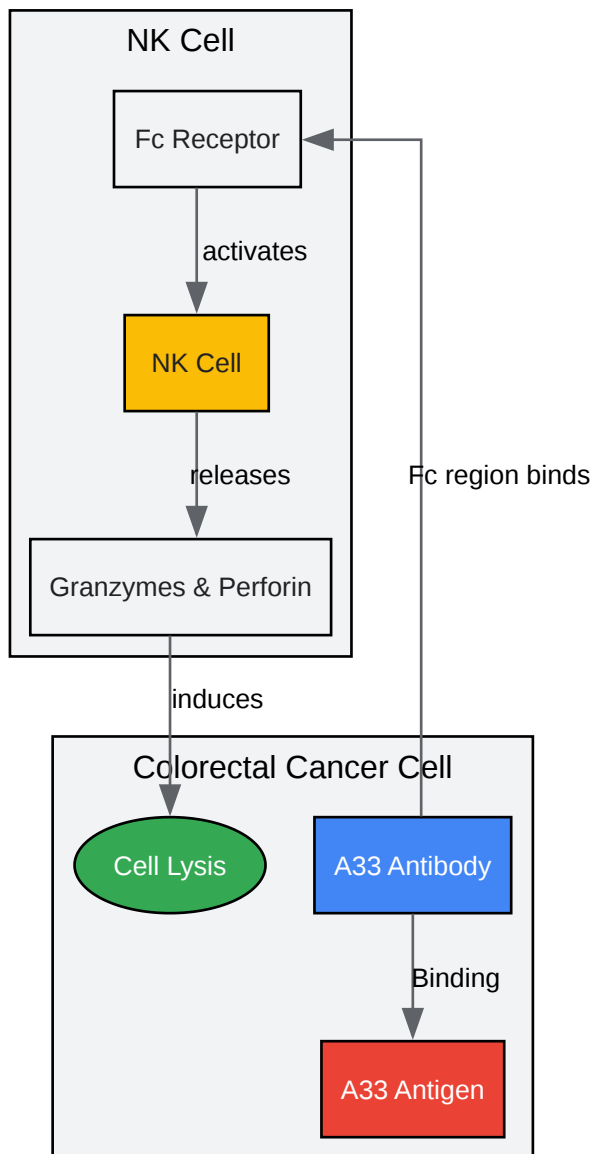 NK Cell
Fc Receptor
activates
NK Cell
releases
Fc region binds
Granzymes & Perforin
induces
Colorectal Cancer Cell
Cell Lysis
A33 Antibody
Binding
A33 Antigen